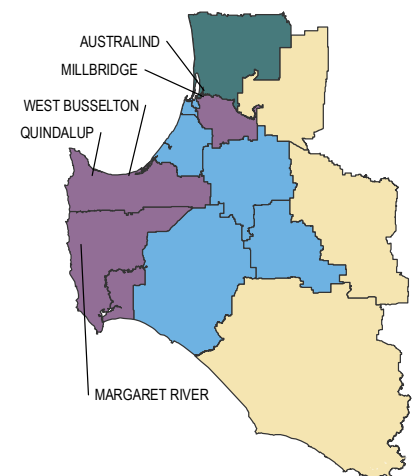 AUSTRALIND
MILLBRIDGE
WEST BUSSELTON
QUINDALUP
MARGARET RIVER